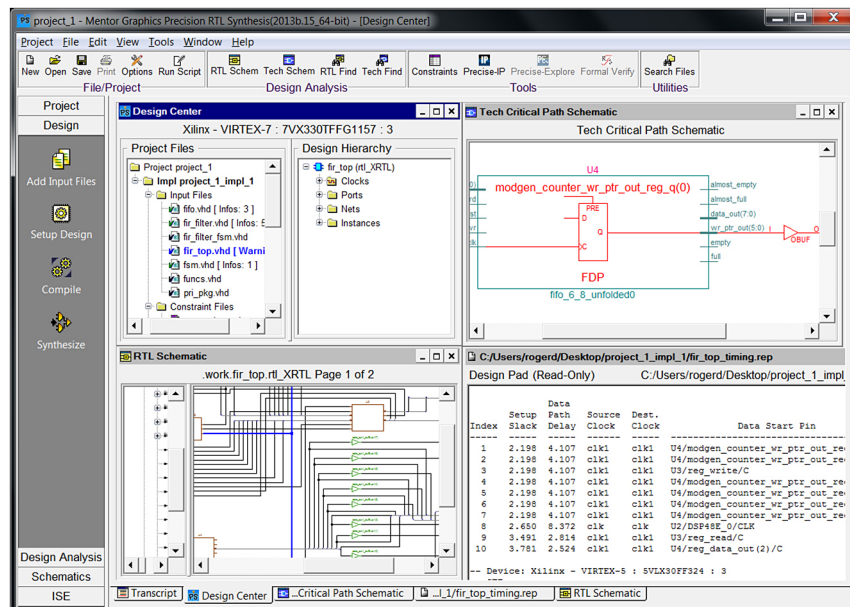 project_1 - Mentor Graphics Precision RTL Synthesis(2013b.15_64-bit) - [Design Center]
Project File Edit View Tools Window Help
New Open Save Print Options Run Script RTL Schem Tech Schem RTL Find Tech Find Constraints Precise-IP Precise-Explore Formal Verify Search Files
File/Project Design Analysis Tools Utilities
Project
Design
Add Input Files
Setup Design
Compile
Synthesize
Design Analysis
Schematics
ISE
Design Center
Xilinx - VIRTEX-7 : 7VX330TFFG1157 : 3
Project Files
Project project_1
Impl project_1_impl_1
Input Files
fifo.vhd [ Infos: 3 ]
fir_filter.vhd [ Infos: 5
fir_filter_fsm.vhd
fir_top.vhd [ Warni
fsm.vhd [ Infos: 1 ]
funcs.vhd
pri_pkg.vhd
Constraint Files
Design Hierarchy
fir_top (rtl_XRTL)
Clocks
Ports
Nets
Instances
Tech Critical Path Schematic
Tech Critical Path Schematic
U4
modgen_counter_wr_ptr_out_reg_q(0)
PRE
D
Q
C
FDP
fifo_6_8_unfolded0
almost_empty
almost_full
data_out(7:0)
wr_ptr_out(5:0)
empty
full
I
O
OBUF
RTL Schematic
.work.fir_top.rtl_XRTL Page 1 of 2
C:/Users/rogerd/Desktop/project_1_impl_1/fir_top_timing.rep
Design Pad (Read-Only) C:/Users/rogerd/Desktop/project_1_impl
Data
Setup Path Source Dest.
Index Slack Delay Clock Clock Data Start Pin
1 2.198 4.107 clk1 clk1 U4/modgen_counter_wr_ptr_out_re
2 2.198 4.107 clk1 clk1 U4/modgen_counter_wr_ptr_out_re
3 2.198 4.107 clk1 clk1 U3/reg_write/C
4 2.198 4.107 clk1 clk1 U4/modgen_counter_wr_ptr_out_re
5 2.198 4.107 clk1 clk1 U4/modgen_counter_wr_ptr_out_re
6 2.198 4.107 clk1 clk1 U4/modgen_counter_wr_ptr_out_re
7 2.198 4.107 clk1 clk1 U4/modgen_counter_wr_ptr_out_re
8 2.650 8.372 clk clk U2/DSP48E_0/CLK
9 3.491 2.814 clk1 clk1 U3/reg_read/C
10 3.781 2.524 clk1 clk1 U4/reg_data_out(2)/C
-- Device: Xilinx - VIRTEX-5 : 5VLX30FF324 : 3
Transcript Design Center ...Critical Path Schematic ...l_1/fir_top_timing.rep RTL Schematic